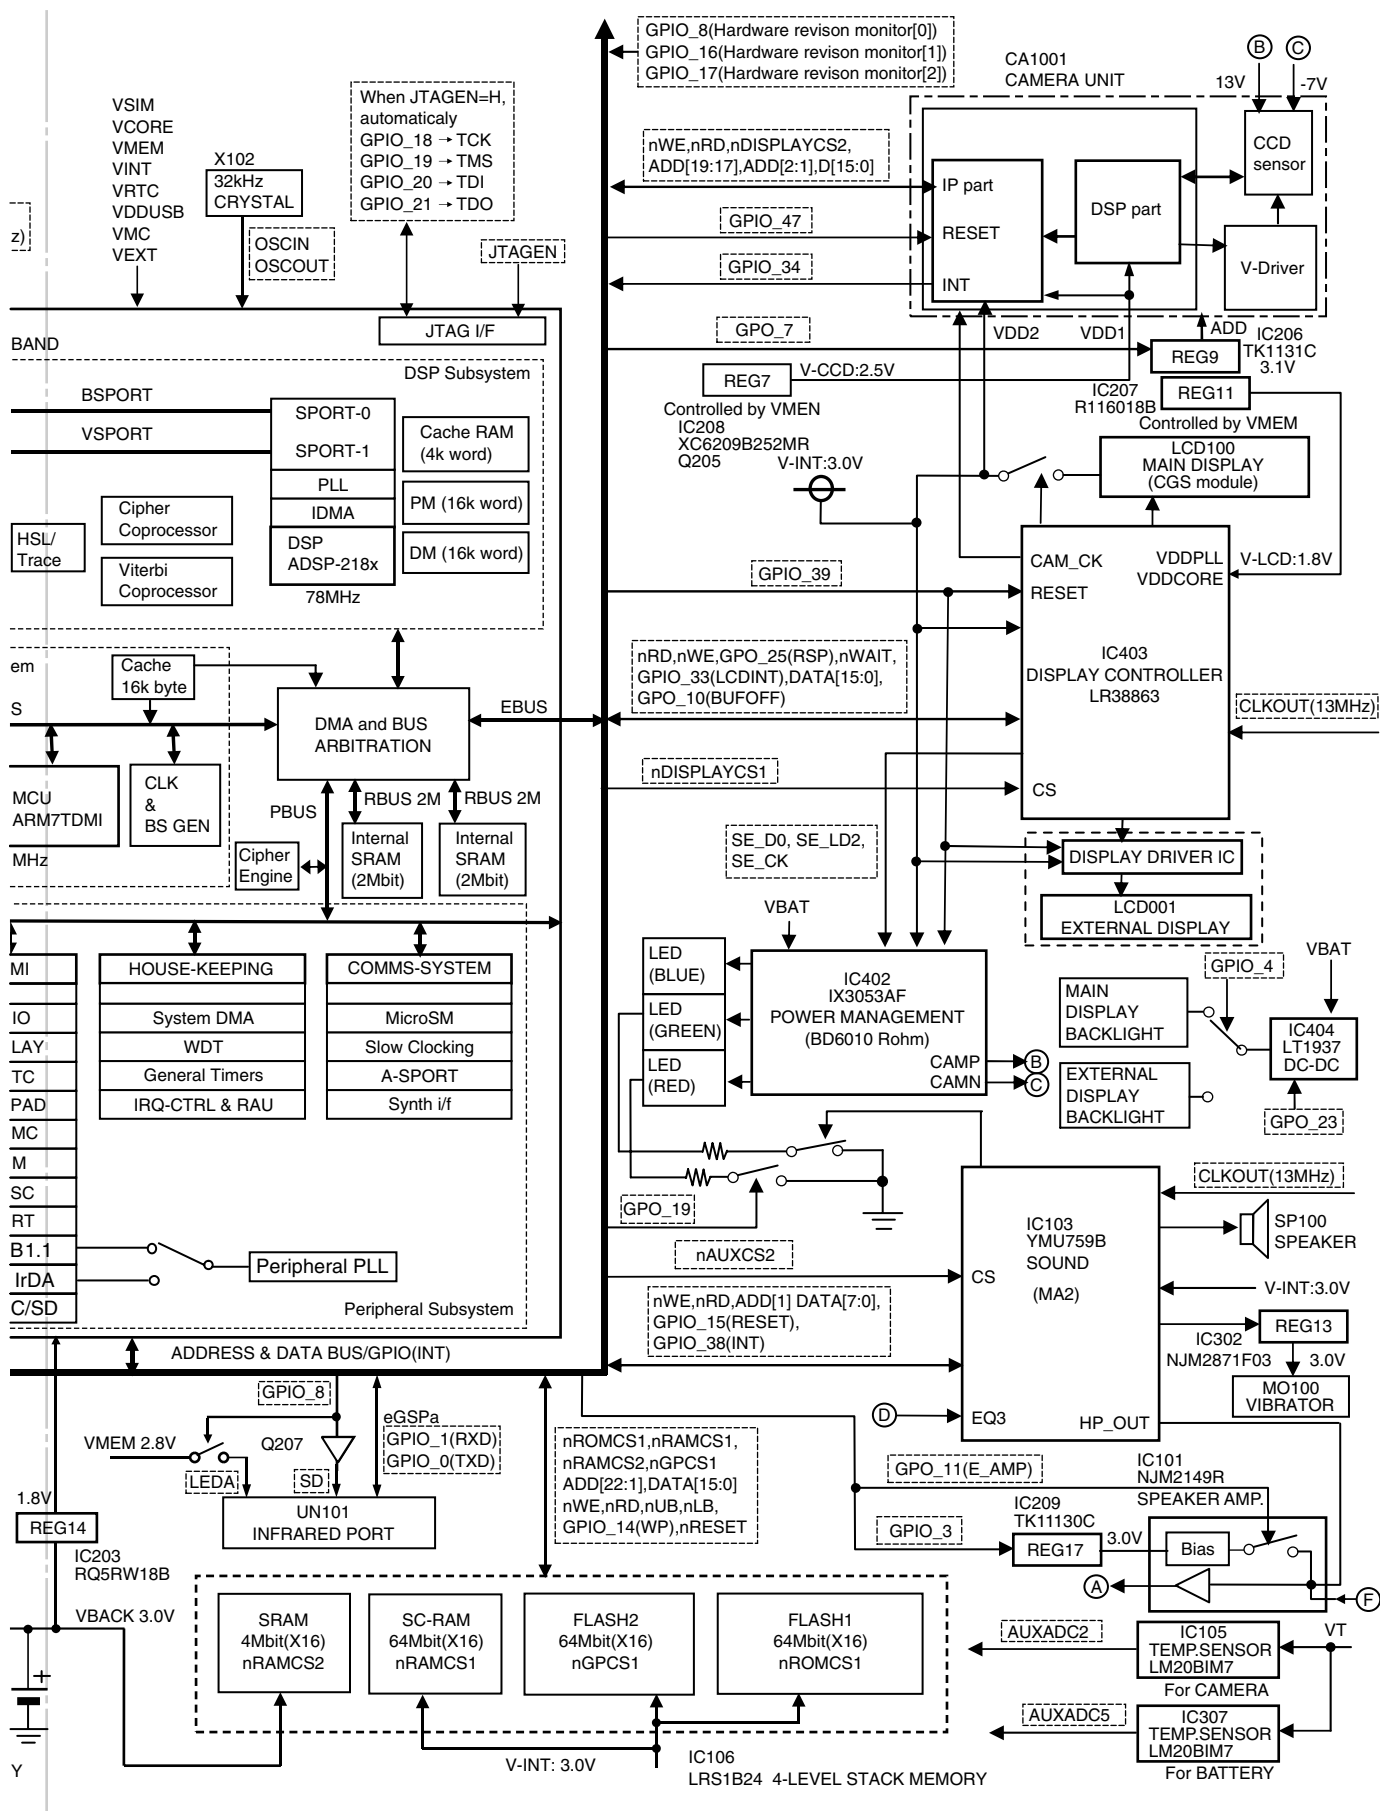 GPIO_8(Hardware revison monitor[0])
GPIO_16(Hardware revison monitor[1])
GPIO_17(Hardware revison monitor[2])
CA1001
CAMERA UNIT
B
C
13V
-7V
VSIM
VCORE
VMEM
VINT
VRTC
VDDUSB
VMC
VEXT
X102
32kHz
CRYSTAL
OSCIN
OSCOUT
When JTAGEN=H,
automaticaly
GPIO_18 → TCK
GPIO_19 → TMS
GPIO_20 → TDI
GPIO_21 → TDO
JTAGEN
JTAG I/F
z)
nWE,nRD,nDISPLAYCS2,
ADD[19:17],ADD[2:1],D[15:0]
GPIO_47
GPIO_34
IP part
RESET
INT
DSP part
CCD
sensor
V-Driver
BAND
DSP Subsystem
GPO_7
VDD2
VDD1
ADD
REG9
IC206
TK1131C
3.1V
REG7
V-CCD:2.5V
Controlled by VMEN
IC208
XC6209B252MR
Q205
IC207
R116018B
REG11
Controlled by VMEM
V-INT:3.0V
LCD100
MAIN DISPLAY
(CGS module)
BSPORT
VSPORT
SPORT-0
SPORT-1
PLL
IDMA
DSP
ADSP-218x
78MHz
Cache RAM
(4k word)
PM (16k word)
DM (16k word)
HSL/
Trace
Cipher
Coprocessor
Viterbi
Coprocessor
GPIO_39
CAM_CK
RESET
VDDPLL
VDDCORE
V-LCD:1.8V
IC403
DISPLAY CONTROLLER
LR38863
CS
CLKOUT(13MHz)
nRD,nWE,GPO_25(RSP),nWAIT,
GPIO_33(LCDINT),DATA[15:0],
GPO_10(BUFOFF)
nDISPLAYCS1
em
S
Cache
16k byte
DMA and BUS
ARBITRATION
EBUS
MCU
ARM7TDMI
MHz
CLK
&
BS GEN
PBUS
RBUS 2M
RBUS 2M
Cipher
Engine
Internal
SRAM
(2Mbit)
Internal
SRAM
(2Mbit)
SE_D0, SE_LD2,
SE_CK
DISPLAY DRIVER IC
LCD001
EXTERNAL DISPLAY
VBAT
LED
(BLUE)
LED
(GREEN)
LED
(RED)
IC402
IX3053AF
POWER MANAGEMENT
(BD6010 Rohm)
CAMP
CAMN
B
C
GPIO_4
VBAT
MAIN
DISPLAY
BACKLIGHT
EXTERNAL
DISPLAY
BACKLIGHT
IC404
LT1937
DC-DC
GPO_23
MI
IO
LAY
TC
PAD
MC
M
SC
RT
B1.1
IrDA
C/SD
HOUSE-KEEPING
System DMA
WDT
General Timers
IRQ-CTRL & RAU
COMMS-SYSTEM
MicroSM
Slow Clocking
A-SPORT
Synth i/f
Peripheral PLL
Peripheral Subsystem
GPO_19
nAUXCS2
nWE,nRD,ADD[1] DATA[7:0],
GPIO_15(RESET),
GPIO_38(INT)
CS
IC103
YMU759B
SOUND
(MA2)
EQ3
HP_OUT
D
CLKOUT(13MHz)
SP100
SPEAKER
V-INT:3.0V
REG13
IC302
NJM2871F03
3.0V
MO100
VIBRATOR
ADDRESS & DATA BUS/GPIO(INT)
GPIO_8
eGSPa
GPIO_1(RXD)
GPIO_0(TXD)
VMEM 2.8V
Q207
LEDA
SD
UN101
INFRARED PORT
nROMCS1,nRAMCS1,
nRAMCS2,nGPCS1
ADD[22:1],DATA[15:0]
nWE,nRD,nUB,nLB,
GPIO_14(WP),nRESET
GPO_11(E_AMP)
IC101
NJM2149R
SPEAKER AMP.
GPIO_3
IC209
TK11130C
REG17
3.0V
Bias
A
F
1.8V
REG14
IC203
RQ5RW18B
VBACK 3.0V
SRAM
4Mbit(X16)
nRAMCS2
SC-RAM
64Mbit(X16)
nRAMCS1
FLASH2
64Mbit(X16)
nGPCS1
FLASH1
64Mbit(X16)
nROMCS1
V-INT: 3.0V
IC106
LRS1B24 4-LEVEL STACK MEMORY
AUXADC2
IC105
TEMP.SENSOR
LM20BIM7
For CAMERA
VT
AUXADC5
IC307
TEMP.SENSOR
LM20BIM7
For BATTERY
+
Y